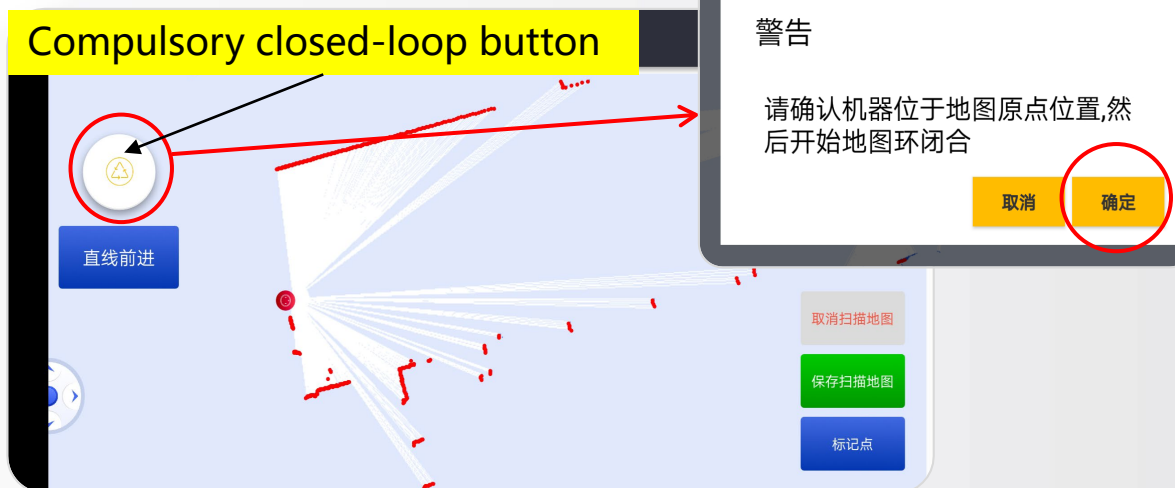 Compulsory closed-loop button
警告
请确认机器位于地图原点位置,然
后开始地图环闭合
取消
确定
直线前进
取消扫描地图
保存扫描地图
标记点